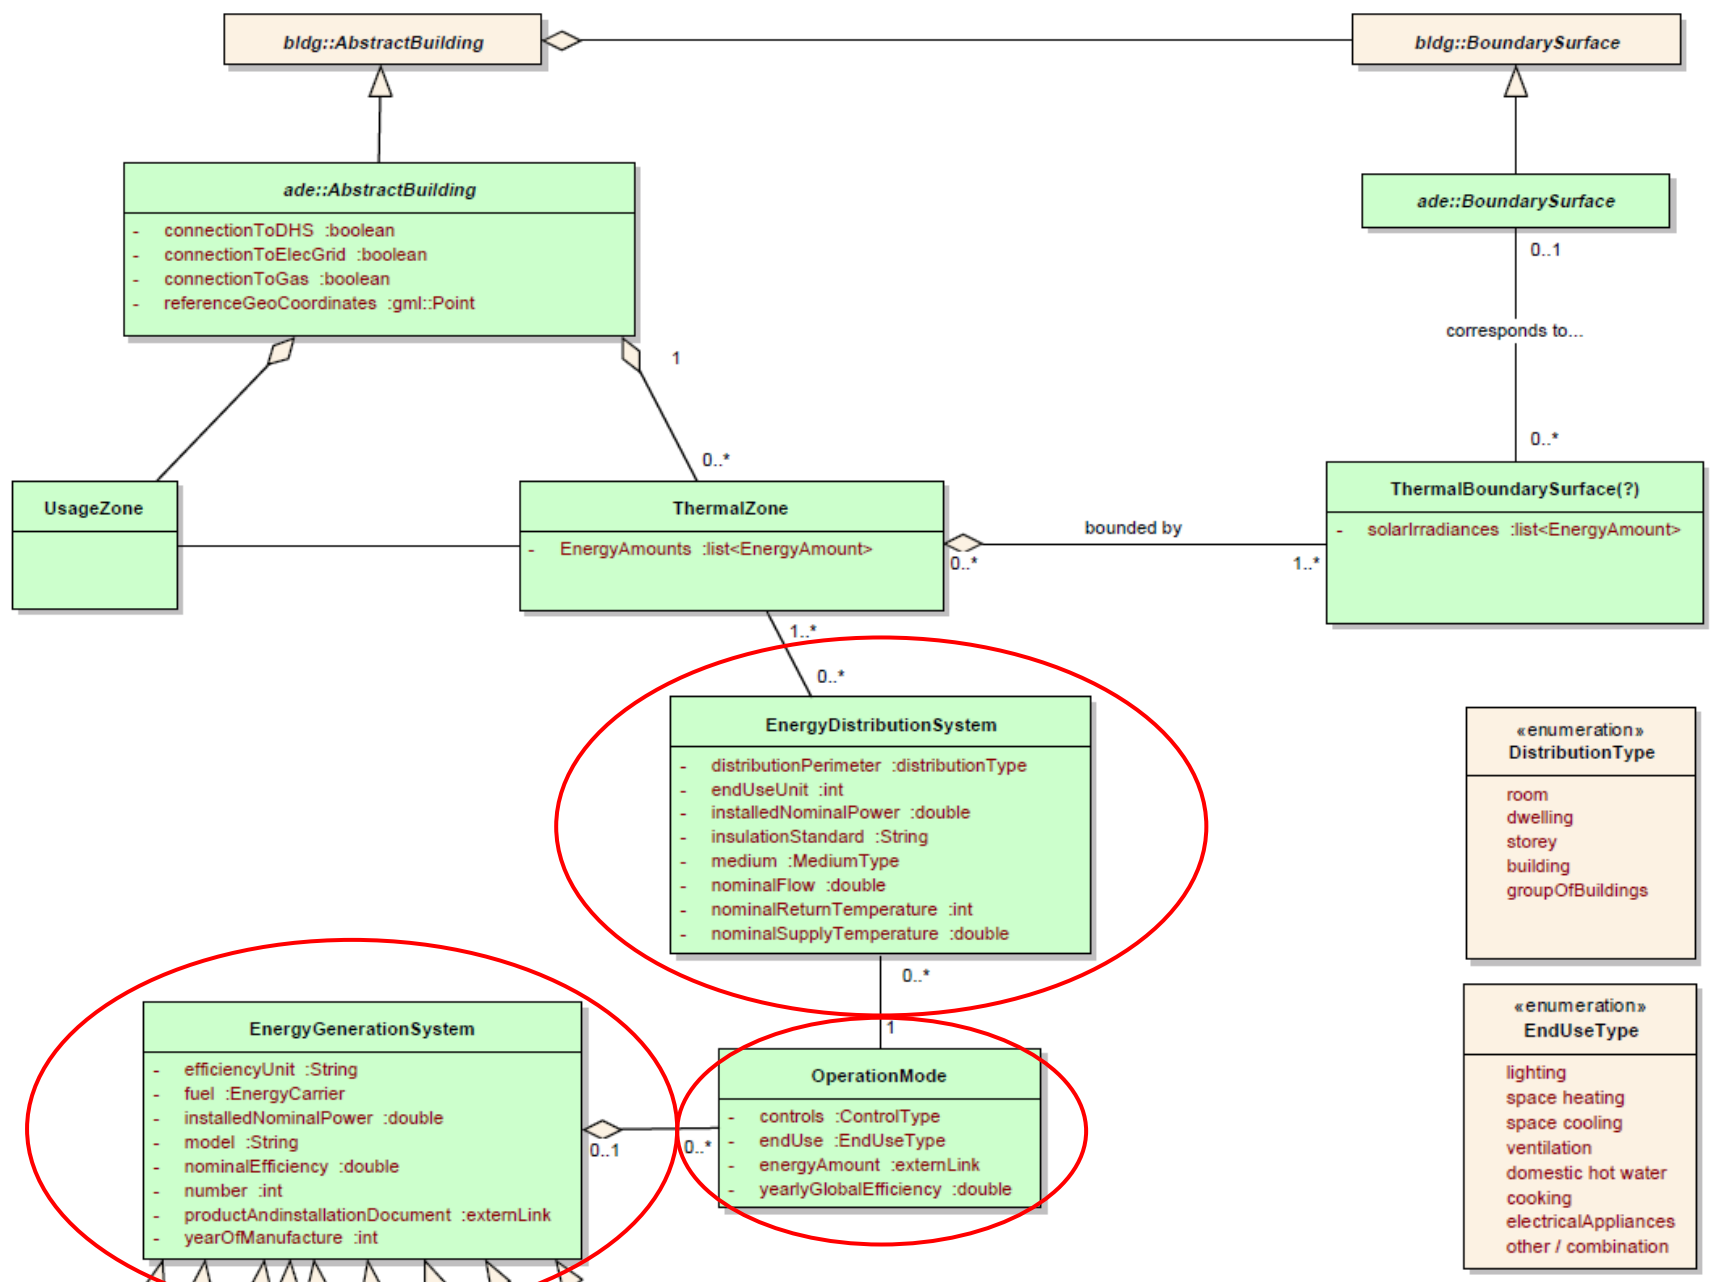 bldg::AbstractBuilding
bldg::BoundarySurface
ade::AbstractBuilding
- connectionToDHS :boolean
- connectionToElecGrid :boolean
- connectionToGas :boolean
- referenceGeoCoordinates :gml::Point
ade::BoundarySurface
0..1
corresponds to...
0..*
1
0..*
UsageZone
ThermalZone
- EnergyAmounts :list<EnergyAmount>
bounded by
0..*
1..*
ThermalBoundarySurface(?)
- solarIrradiances :list<EnergyAmount>
1..*
0..*
EnergyDistributionSystem
- distributionPerimeter :distributionType
- endUseUnit :int
- installedNominalPower :double
- insulationStandard :String
- medium :MediumType
- nominalFlow :double
- nominalReturnTemperature :int
- nominalSupplyTemperature :double
0..*
1
«enumeration»
DistributionType
room
dwelling
storey
building
groupOfBuildings
EnergyGenerationSystem
- efficiencyUnit :String
- fuel :EnergyCarrier
- installedNominalPower :double
- model :String
- nominalEfficiency :double
- number :int
- productAndinstallationDocument :externLink
- yearOfManufacture :int
0..1
0..*
OperationMode
- controls :ControlType
- endUse :EndUseType
- energyAmount :externLink
- yearlyGlobalEfficiency :double
«enumeration»
EndUseType
lighting
space heating
space cooling
ventilation
domestic hot water
cooking
electricalAppliances
other / combination